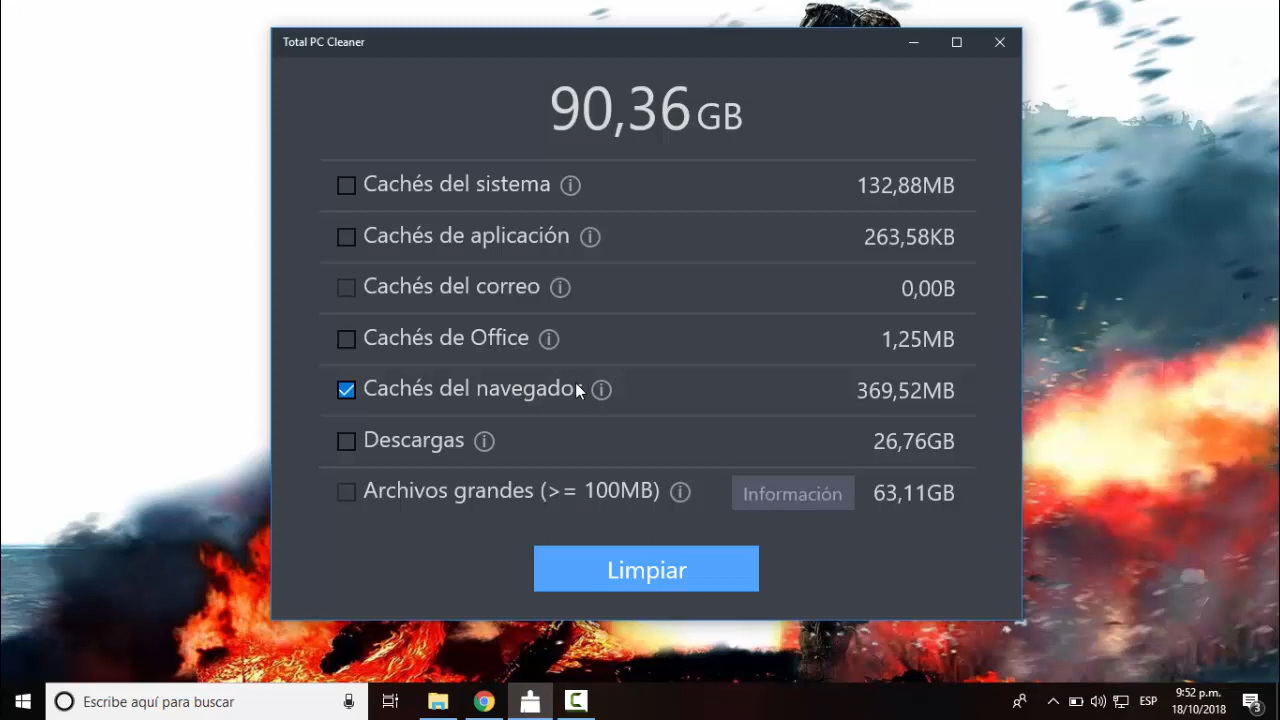 Total PC Cleaner
90,36 GB
Cachés del sistema 132,88MB
Cachés de aplicación 263,58KB
Cachés del correo 0,00B
Cachés de Office 1,25MB
Cachés del navegador 369,52MB
Descargas 26,76GB
Archivos grandes (>= 100MB) Información 63,11GB
Limpiar
Escribe aquí para buscar ESP 9:52 p.m.
18/10/2018 3